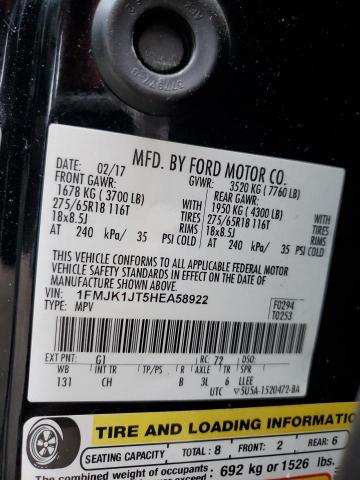 MFD. BY FORD MOTOR CO.
DATE: 02/17 GVWR: 3520 KG (7760 LB)
FRONT GAWR: REAR GAWR:
1678 KG (3700 LB) WITH 1950 KG (4300 LB) WITH
275/65R18 116T TIRES 275/65R18 116T TIRES
18x8.5J RIMS 18x8.5J RIMS
AT 240 kPa/ 35 PSI COLD AT 240 kPa/ 35 PSI COLD
THIS VEHICLE CONFORMS TO ALL APPLICABLE FEDERAL MOTOR
VEHICLE SAFETY AND THEFT PREVENTION STANDARDS IN EFFECT ON THE DATE OF
MANUFACTURE SHOWN ABOVE.
VIN: 1FMJK1JT5HEA58922 F0294
TYPE: MPV T0253
EXT PNT: G1 RC: 72 DSO:
WB INT TR TP/PS R AXLE TR SPR
131 CH B 3L 6 LLEE
UTC 5U5A-1520472-BA
TIRE AND LOADING INFORMATIO
SEATING CAPACITY TOTAL: 8 FRONT: 2 REAR: 6
The combined weight of occupants
692 kg or 1526 lbs.